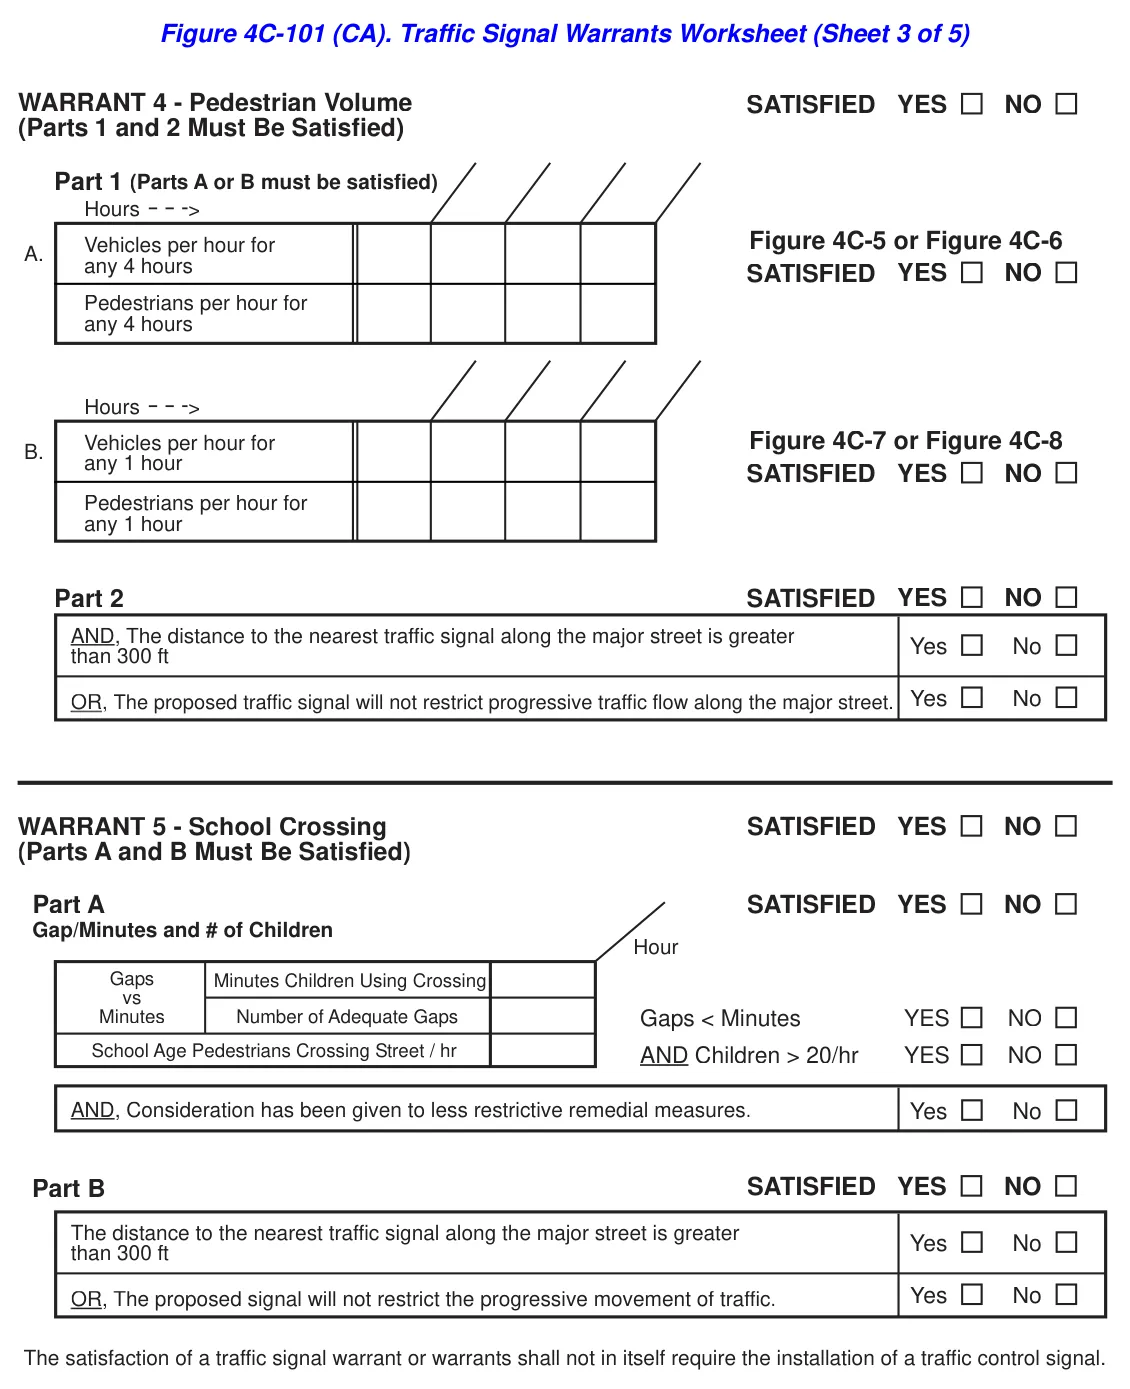 Figure 4C-101 (CA). Traffic Signal Warrants Worksheet (Sheet 3 of 5)
WARRANT 4 - Pedestrian Volume
(Parts 1 and 2 Must Be Satisfied)
SATISFIED YES NO
Part 1 (Parts A or B must be satisfied)
Hours - - ->
A.
Vehicles per hour for
any 4 hours
Pedestrians per hour for
any 4 hours
Figure 4C-5 or Figure 4C-6
SATISFIED YES NO
Hours - - ->
B.
Vehicles per hour for
any 1 hour
Pedestrians per hour for
any 1 hour
Figure 4C-7 or Figure 4C-8
SATISFIED YES NO
Part 2
SATISFIED YES NO
AND, The distance to the nearest traffic signal along the major street is greater
than 300 ft
Yes No
OR, The proposed traffic signal will not restrict progressive traffic flow along the major street.
Yes No
WARRANT 5 - School Crossing
(Parts A and B Must Be Satisfied)
SATISFIED YES NO
Part A
Gap/Minutes and # of Children
SATISFIED YES NO
Hour
Gaps
vs
Minutes
Minutes Children Using Crossing
Number of Adequate Gaps
School Age Pedestrians Crossing Street / hr
Gaps < Minutes YES NO
AND Children > 20/hr YES NO
AND, Consideration has been given to less restrictive remedial measures.
Yes No
Part B
SATISFIED YES NO
The distance to the nearest traffic signal along the major street is greater
than 300 ft
Yes No
OR, The proposed signal will not restrict the progressive movement of traffic.
Yes No
The satisfaction of a traffic signal warrant or warrants shall not in itself require the installation of a traffic control signal.